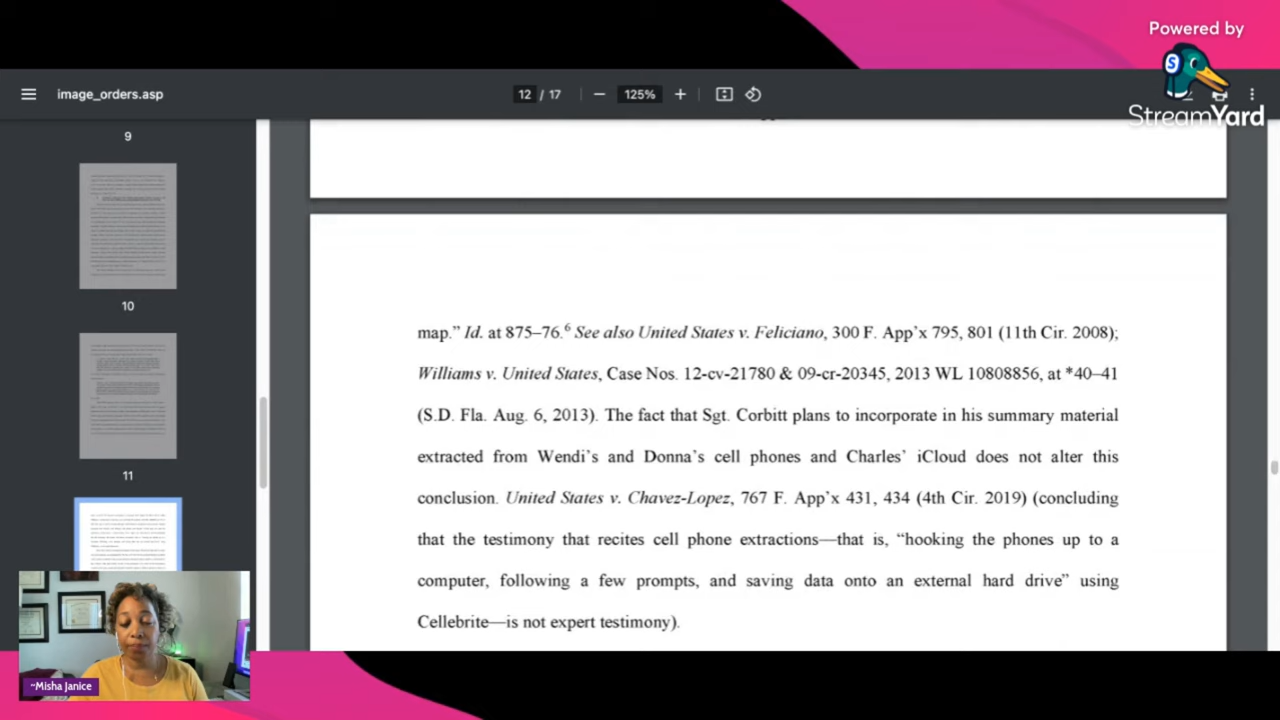 Powered by
StreamYard
image_orders.asp
12 / 17
125%
9
10
11
map.” Id. at 875–76.6 See also United States v. Feliciano, 300 F. App’x 795, 801 (11th Cir. 2008);
Williams v. United States, Case Nos. 12-cv-21780 & 09-cr-20345, 2013 WL 10808856, at *40–41
(S.D. Fla. Aug. 6, 2013). The fact that Sgt. Corbitt plans to incorporate in his summary material
extracted from Wendi’s and Donna’s cell phones and Charles’ iCloud does not alter this
conclusion. United States v. Chavez-Lopez, 767 F. App’x 431, 434 (4th Cir. 2019) (concluding
that the testimony that recites cell phone extractions—that is, “hooking the phones up to a
computer, following a few prompts, and saving data onto an external hard drive” using
Cellebrite—is not expert testimony).
~Misha Janice